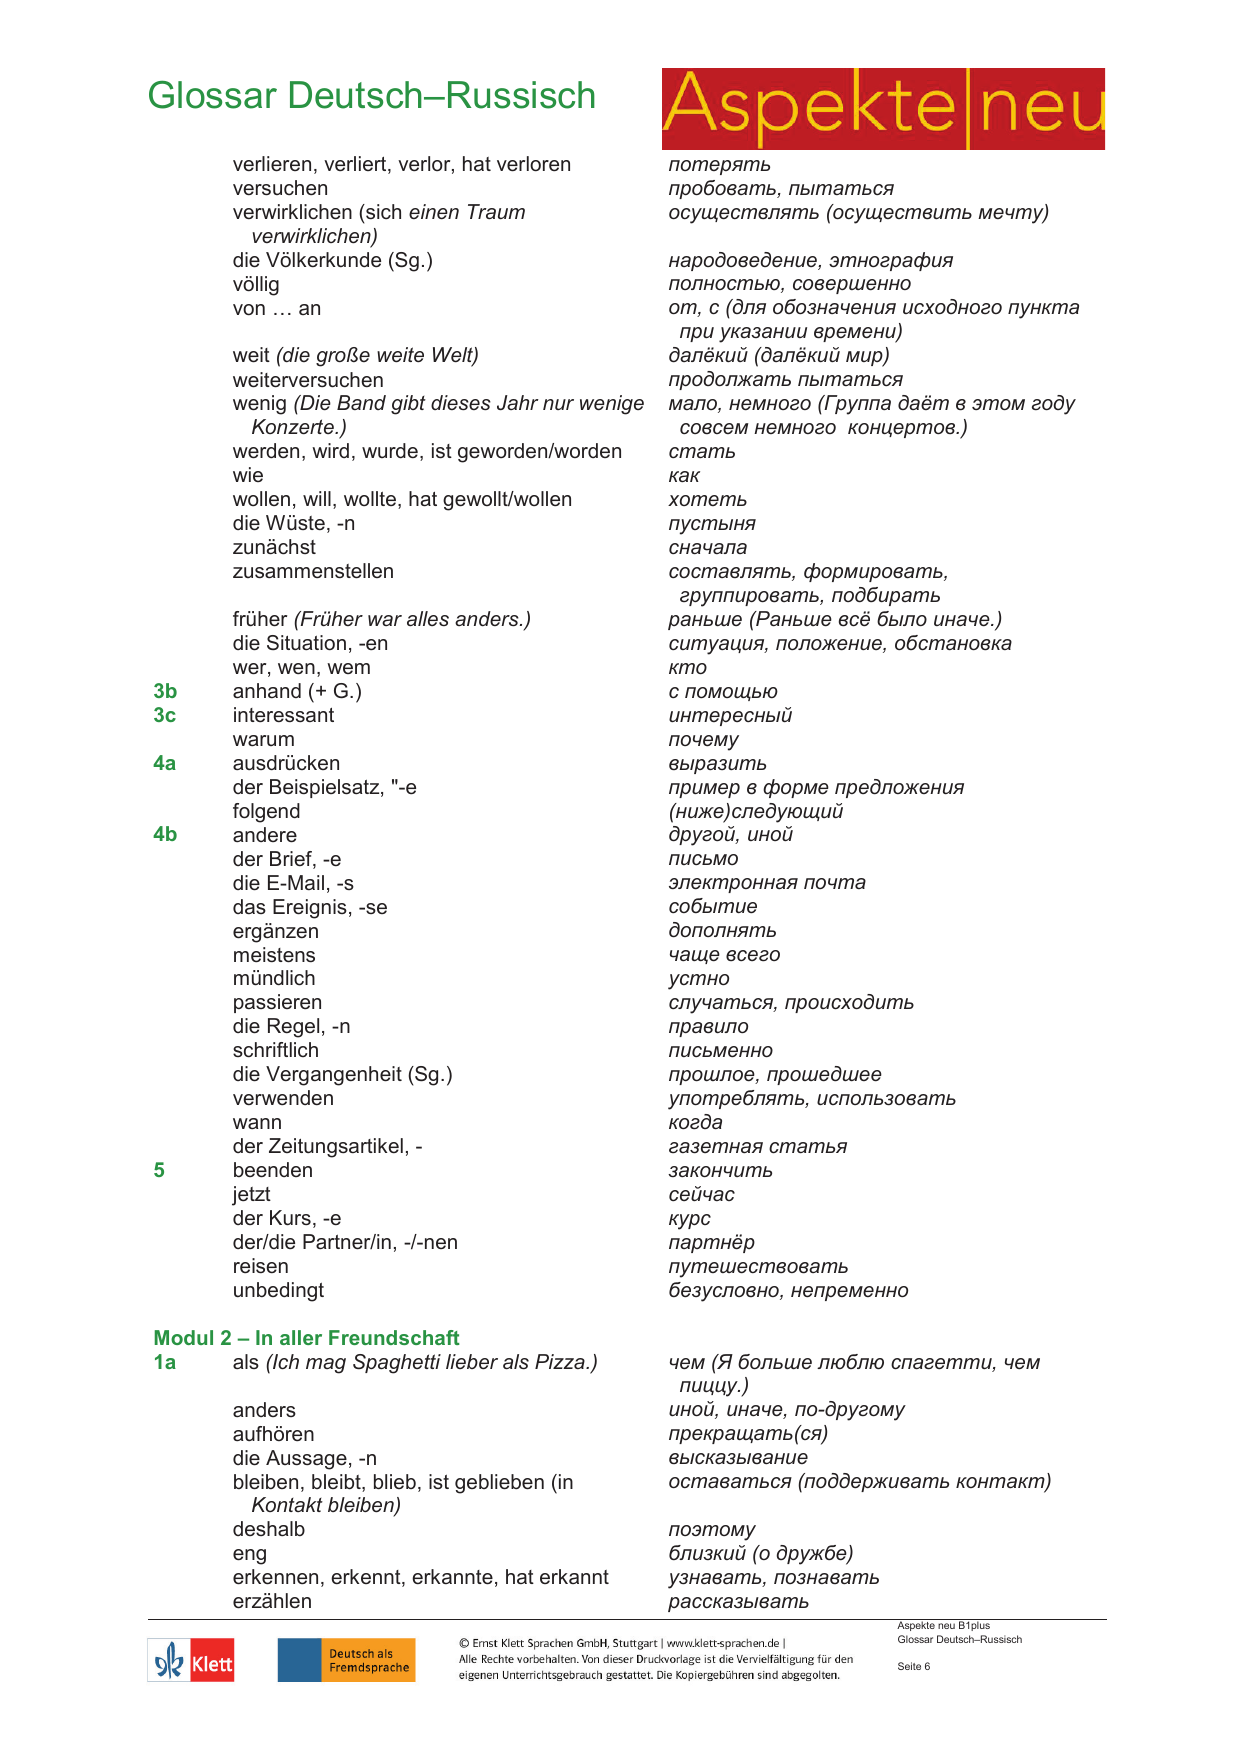 Glossar Deutsch–Russisch
Aspekte|neu
verlieren, verliert, verlor, hat verloren потерять
versuchen пробовать, пытаться
verwirklichen (sich einen Traum осуществлять (осуществить мечту)
verwirklichen)
die Völkerkunde (Sg.) народоведение, этнография
völlig полностью, совершенно
von … an от, с (для обозначения исходного пункта
при указании времени)
weit (die große weite Welt) далёкий (далёкий мир)
weiterversuchen продолжать пытаться
wenig (Die Band gibt dieses Jahr nur wenige мало, немного (Группа даёт в этом году
Konzerte.) совсем немного концертов.)
werden, wird, wurde, ist geworden/worden стать
wie как
wollen, will, wollte, hat gewollt/wollen хотеть
die Wüste, -n пустыня
zunächst сначала
zusammenstellen составлять, формировать,
группировать, подбирать
früher (Früher war alles anders.) раньше (Раньше всё было иначе.)
die Situation, -en ситуация, положение, обстановка
wer, wen, wem кто
3b anhand (+ G.) с помощью
3c interessant интересный
warum почему
4a ausdrücken выразить
der Beispielsatz, "-e пример в форме предложения
folgend (ниже)следующий
4b andere другой, иной
der Brief, -e письмо
die E-Mail, -s электронная почта
das Ereignis, -se событие
ergänzen дополнять
meistens чаще всего
mündlich устно
passieren случаться, происходить
die Regel, -n правило
schriftlich письменно
die Vergangenheit (Sg.) прошлое, прошедшее
verwenden употреблять, использовать
wann когда
der Zeitungsartikel, - газетная статья
5 beenden закончить
jetzt сейчас
der Kurs, -e курс
der/die Partner/in, -/-nen партнёр
reisen путешествовать
unbedingt безусловно, непременно
Modul 2 – In aller Freundschaft
1a als (Ich mag Spaghetti lieber als Pizza.) чем (Я больше люблю спагетти, чем
пиццу.)
anders иной, иначе, по-другому
aufhören прекращать(ся)
die Aussage, -n высказывание
bleiben, bleibt, blieb, ist geblieben (in оставаться (поддерживать контакт)
Kontakt bleiben)
deshalb поэтому
eng близкий (о дружбе)
erkennen, erkennt, erkannte, hat erkannt узнавать, познавать
erzählen рассказывать
Klett
Deutsch als
Fremdsprache
© Ernst Klett Sprachen GmbH, Stuttgart | www.klett-sprachen.de |
Alle Rechte vorbehalten. Von dieser Druckvorlage ist die Vervielfältigung für den
eigenen Unterrichtsgebrauch gestattet. Die Kopiergebühren sind abgegolten.
Aspekte neu B1plus
Glossar Deutsch–Russisch
Seite 6